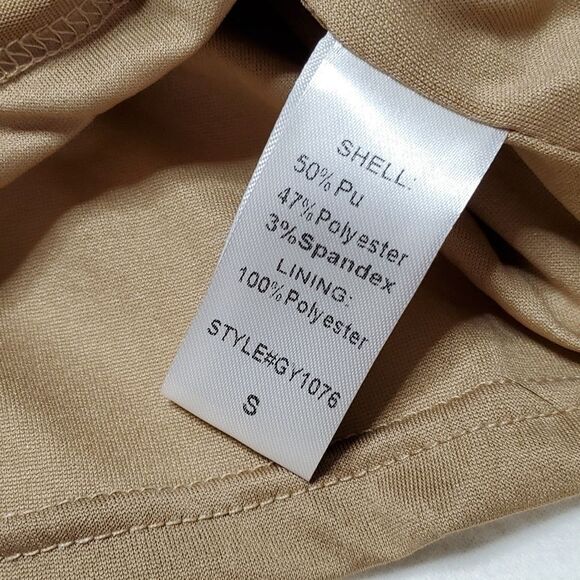 SHELL:
50% Pu
47% Polyester
3%Spandex
LINING:
100%Polyester
STYLE#GY1076
S